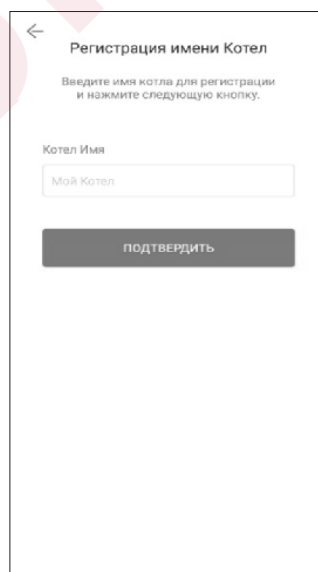 Регистрация имени Котел
Введите имя котла для регистрации
и нажмите следующую кнопку.
Котел Имя
Мой Котел
ПОДТВЕРДИТЬ